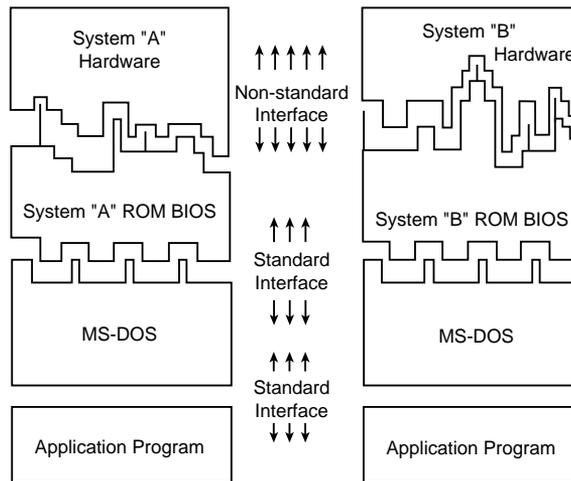 System "A"
Hardware
System "B"
Hardware
Non-standard
Interface
System "A" ROM BIOS
System "B" ROM BIOS
Standard
Interface
MS-DOS
MS-DOS
Standard
Interface
Application Program
Application Program